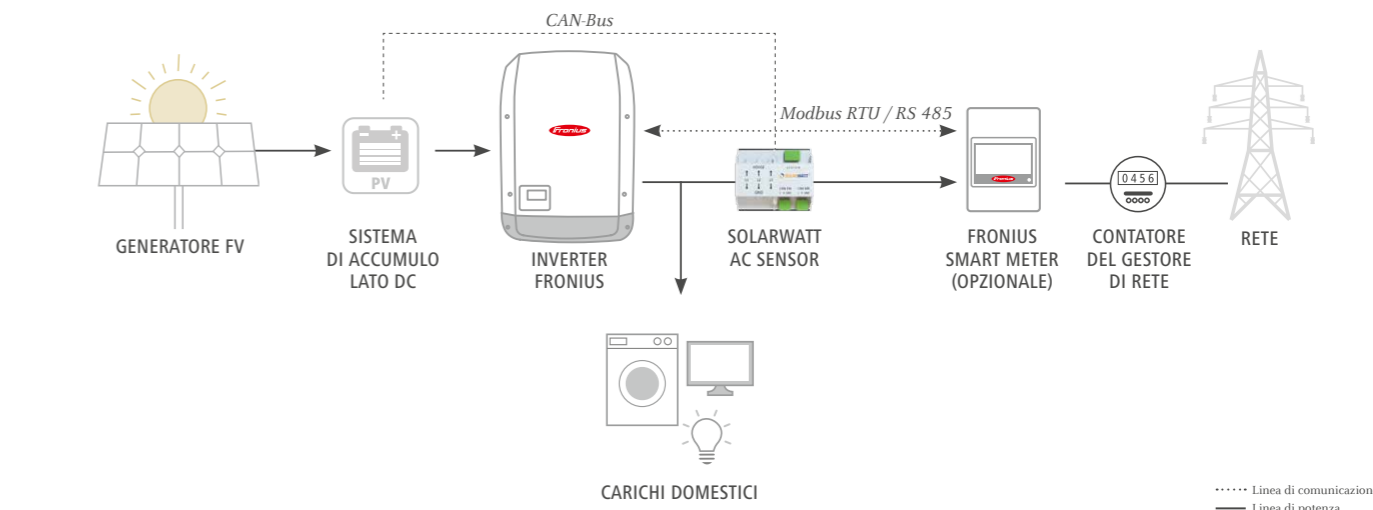 CAN-Bus
Modbus RTU / RS 485
Fronius
PV
Fronius
0456
GENERATORE FV
SISTEMA
DI ACCUMULO
LATO DC
INVERTER
FRONIUS
SOLARWATT
AC SENSOR
FRONIUS
SMART METER
(OPZIONALE)
CONTATORE
DEL GESTORE
DI RETE
RETE
CARICHI DOMESTICI
Linea di comunicazion
Linea di potenza